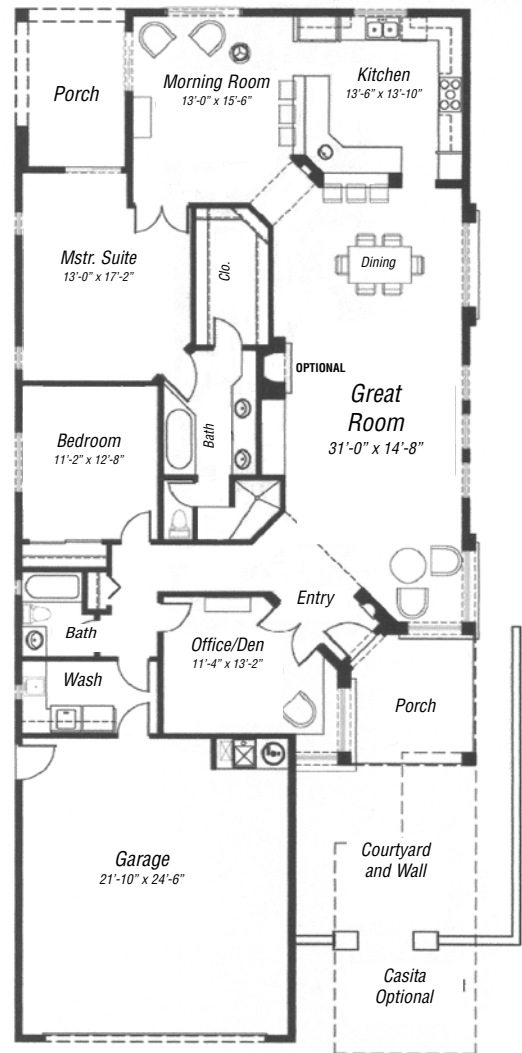 Porch
Morning Room
13'-0" x 15'-6"
Kitchen
13'-6" x 13'-10"
Mstr. Suite
13'-0" x 17'-2"
Clo.
Dining
OPTIONAL
Great
Room
31'-0" x 14'-8"
Bedroom
11'-2" x 12'-8"
Bath
Entry
Bath
Office/Den
11'-4" x 13'-2"
Wash
Porch
Garage
21'-10" x 24'-6"
Courtyard
and Wall
Casita
Optional